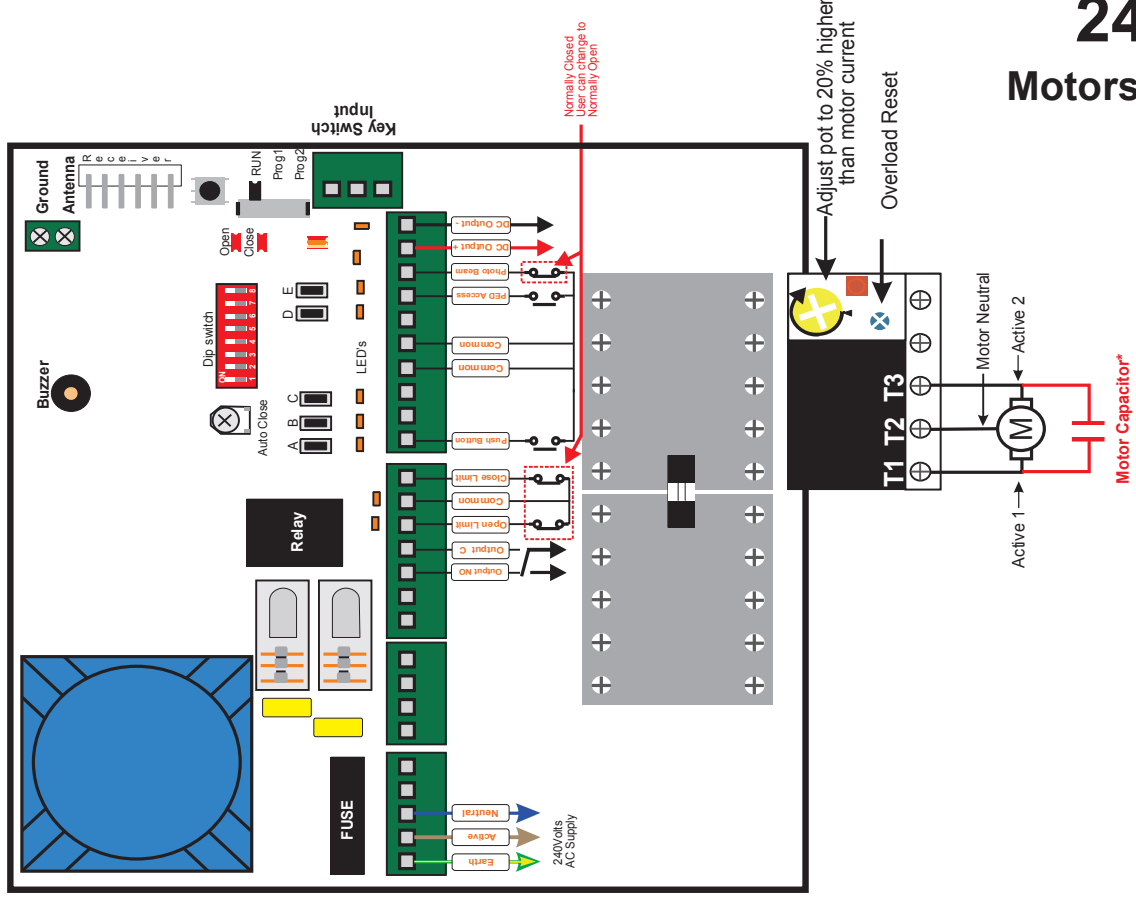 24
Motors
Adjust pot to 20% higher
than motor current
Overload Reset
Normally Closed
User can change to
Normally Open
Key Switch
Input
Ground
Antenna
Receiver
RUN
Prog1
Prog2
Open
Close
Buzzer
Dip switch
ON
1 2 3 4 5 6 7 8
Auto Close
A
B
C
D
E
LED's
Relay
FUSE
DC Output -
DC Output +
Photo Beam
PED Access
Common
Common
Push Button
Close Limit
Common
Open Limit
Output C
Output NO
Neutral
Active
Earth
240Volts
AC Supply
T1 T2 T3
Motor Neutral
Active 2
Active 1
M
Motor Capacitor*